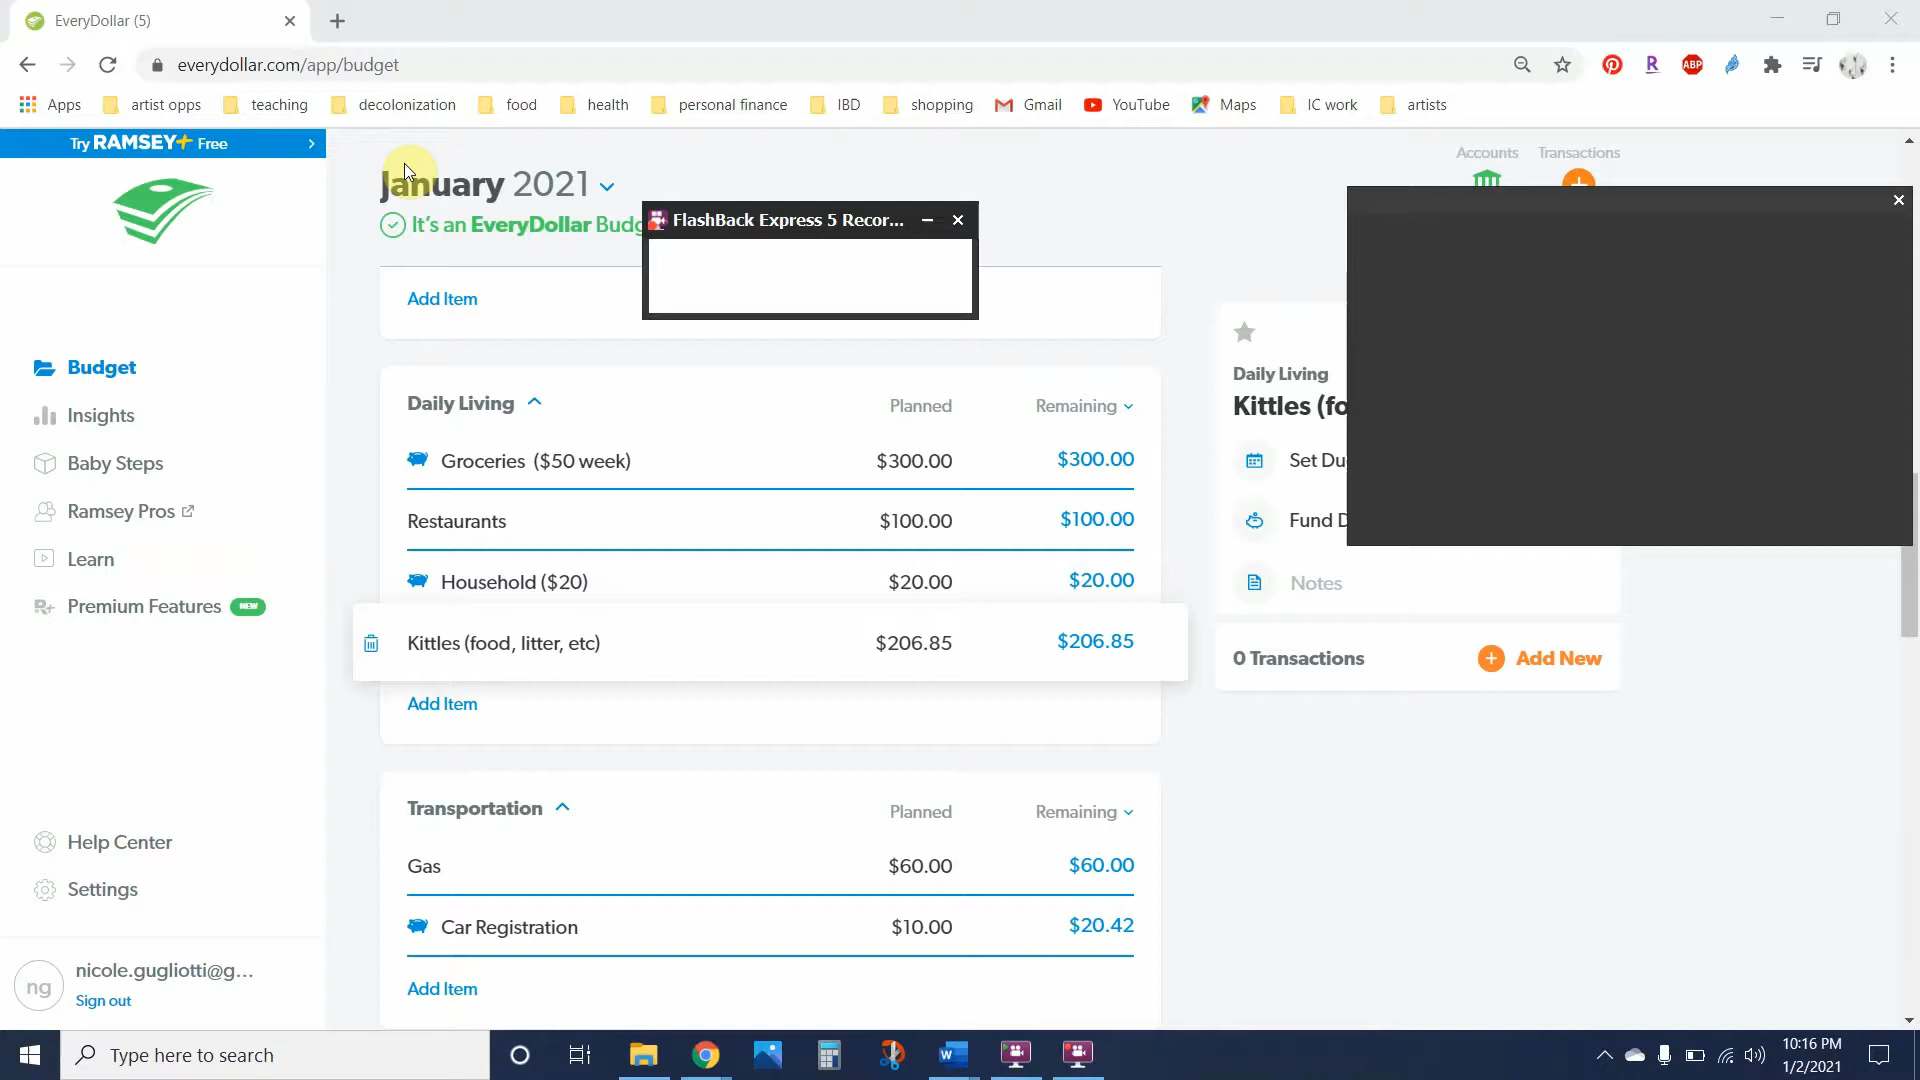 EveryDollar (5)
everydollar.com/app/budget
ABP
Apps artist opps teaching decolonization food health personal finance IBD shopping Gmail YouTube Maps IC work artists
Try RAMSEY+ Free
January 2021
It's an EveryDollar Budg
Accounts Transactions
FlashBack Express 5 Recor...
Add Item
Budget
Insights
Baby Steps
Ramsey Pros
Learn
Premium Features NEW
Help Center
Settings
ng
nicole.gugliotti@g...
Sign out
Daily Living Planned Remaining
Groceries ($50 week) $300.00 $300.00
Restaurants $100.00 $100.00
Household ($20) $20.00 $20.00
Kittles (food, litter, etc) $206.85 $206.85
Add Item
Transportation Planned Remaining
Gas $60.00 $60.00
Car Registration $10.00 $20.42
Add Item
Daily Living
Kittles (fo
Set Du
Fund
Notes
0 Transactions Add New
Type here to search
10:16 PM
1/2/2021